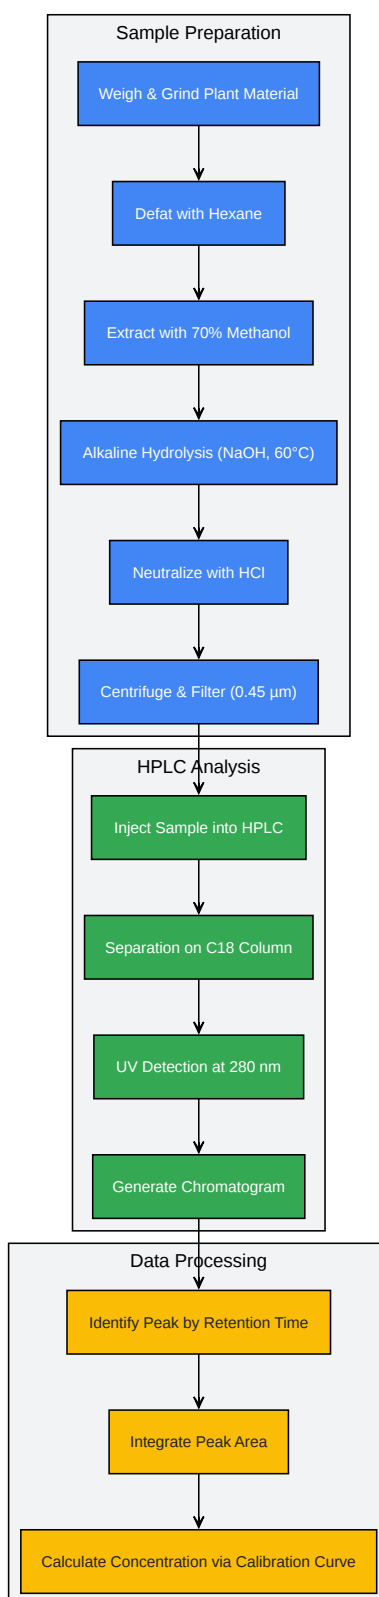 Sample Preparation
Weigh & Grind Plant Material
Defat with Hexane
Extract with 70% Methanol
Alkaline Hydrolysis (NaOH, 60°C)
Neutralize with HCl
Centrifuge & Filter (0.45 µm)
HPLC Analysis
Inject Sample into HPLC
Separation on C18 Column
UV Detection at 280 nm
Generate Chromatogram
Data Processing
Identify Peak by Retention Time
Integrate Peak Area
Calculate Concentration via Calibration Curve